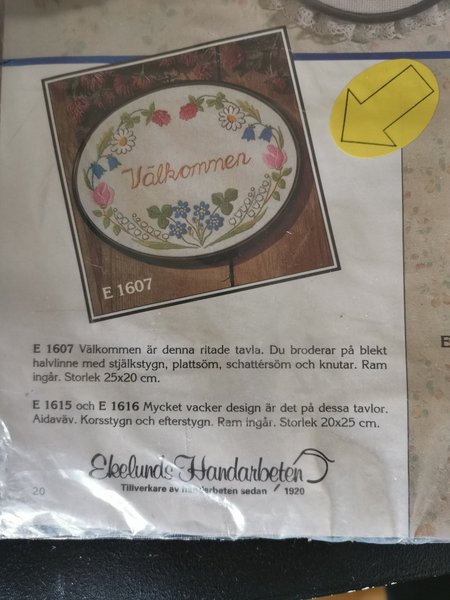 Välkommen
E 1607
E 1607 Välkommen är denna ritade tavla. Du broderar på blekt
halvlinne med stjälkstygn, plattsöm, schattérsöm och knutar. Ram
ingår. Storlek 25x20 cm.
E 1615 och E 1616 Mycket vacker design är det på dessa tavlor.
Aidaväv. Korsstygn och efterstygn. Ram ingår. Storlek 20x25 cm.
Ekelunds Handarbeten
Tillverkare av handarbeten sedan 1920
20
E